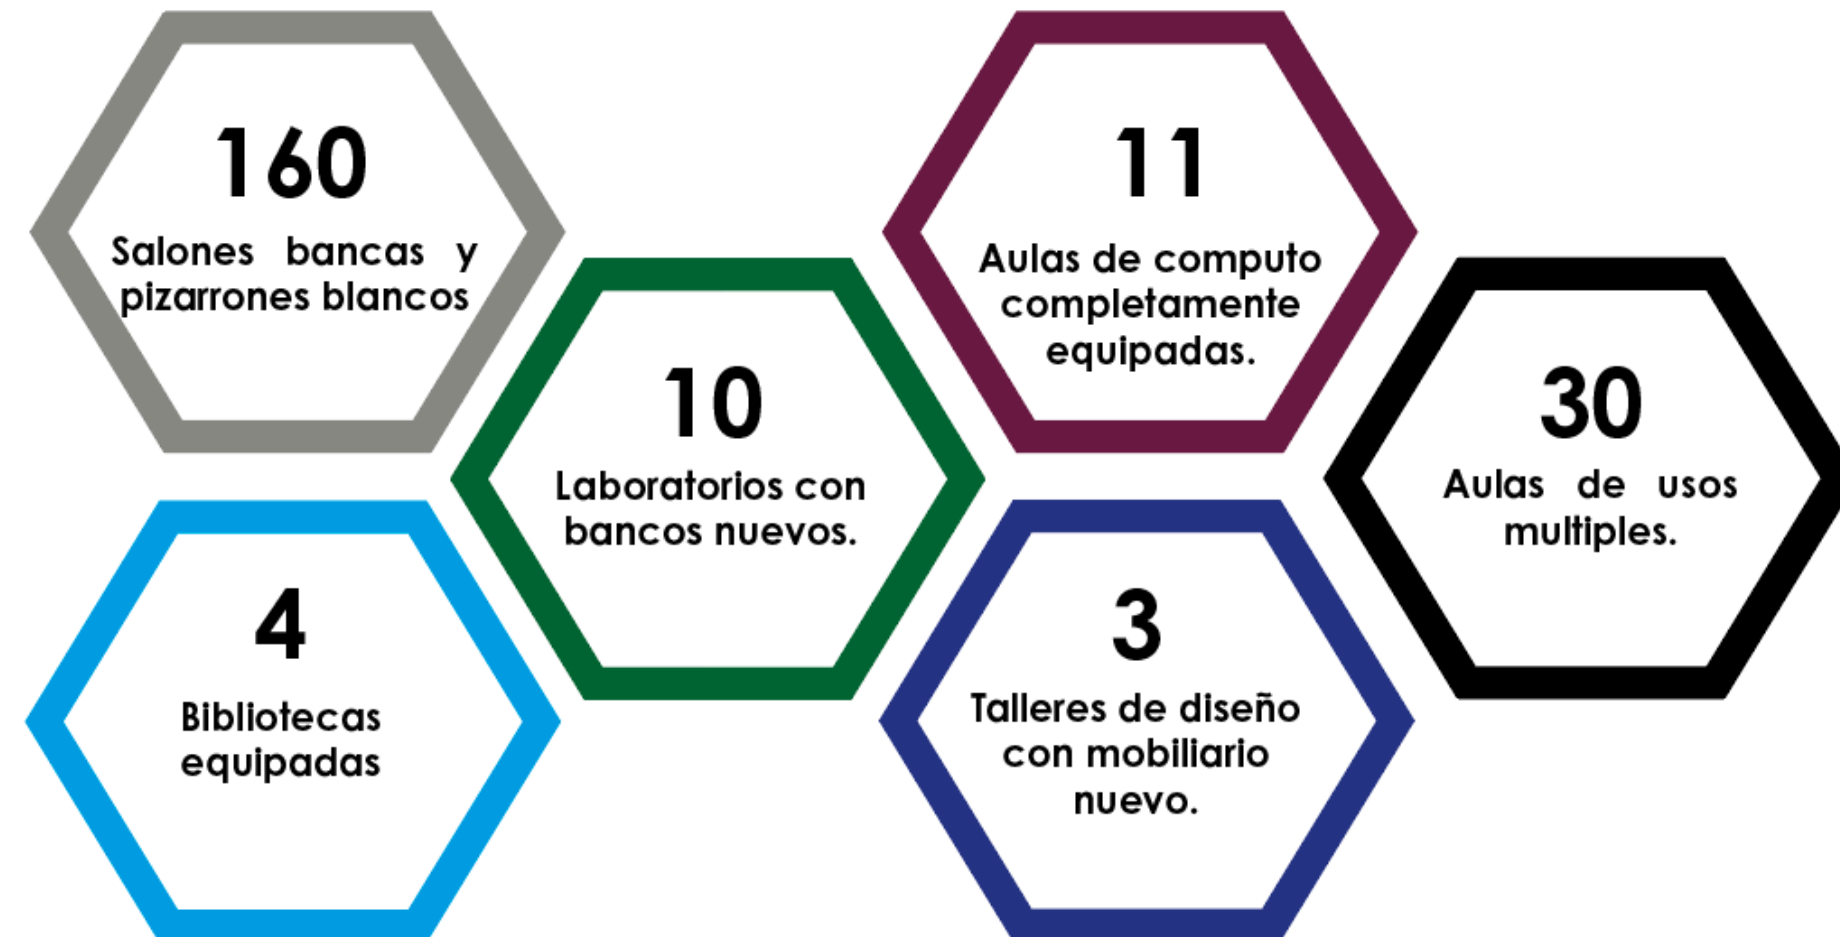 160
Salones bancas y
pizarrones blancos
11
Aulas de computo
completamente
equipadas.
10
Laboratorios con
bancos nuevos.
30
Aulas de usos
multiples.
4
Bibliotecas
equipadas
3
Talleres de diseño
con mobiliario
nuevo.